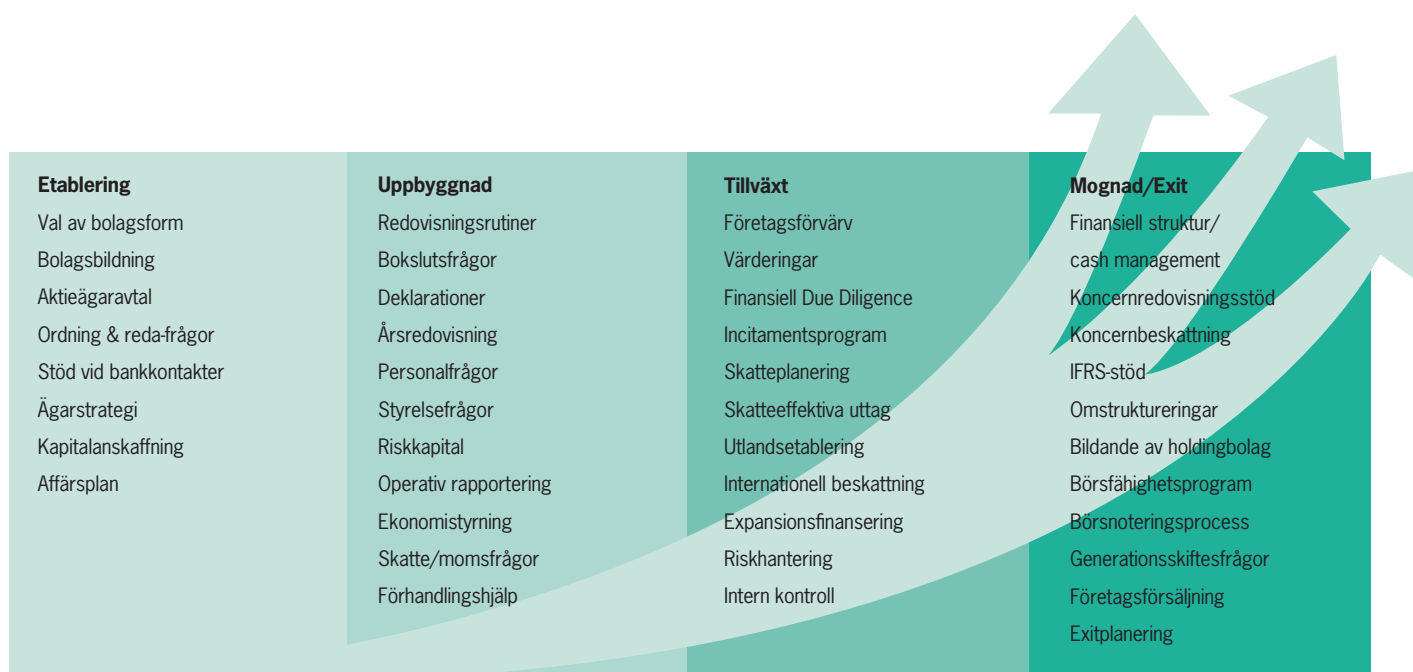 Etablering
Val av bolagsform
Bolagsbildning
Aktieägaravtal
Ordning & reda-frågor
Stöd vid bankkontakter
Ägarstrategi
Kapitalanskaffning
Affärsplan
Uppbyggnad
Redovisningsrutiner
Bokslutsfrågor
Deklarationer
Årsredovisning
Personalfrågor
Styrelsefrågor
Riskkapital
Operativ rapportering
Ekonomistyrning
Skatte/momsfrågor
Förhandlingshjälp
Tillväxt
Företagsförvärv
Värderingar
Finansiell Due Diligence
Incitamentsprogram
Skatteplanering
Skatteeffektiva uttag
Utlandsetablering
Internationell beskattning
Expansionsfinansering
Riskhantering
Intern kontroll
Mognad/Exit
Finansiell struktur/
cash management
Koncernredovisningsstöd
Koncernbeskattning
IFRS-stöd
Omstruktureringar
Bildande av holdingbolag
Börsfähighetsprogram
Börsnoteringsprocess
Generationsskiftesfrågor
Företagsförsäljning
Exitplanering